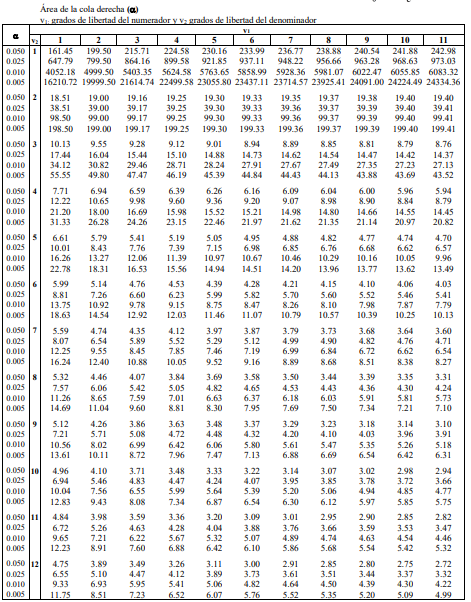 Área de la cola derecha (α)
v₁. grados de libertad del numerador y v₂ grados de libertad del denominador
v₁
α v₂ 1 2 3 4 5 6 7 8 9 10 11
0.050 1 161.45 199.50 215.71 224.58 230.16 233.99 236.77 238.88 240.54 241.88 242.98
0.025 647.79 799.50 864.16 899.58 921.85 937.11 948.22 956.66 963.28 968.63 973.03
0.010 4052.18 4999.50 5403.35 5624.58 5763.65 5858.99 5928.36 5981.07 6022.47 6055.85 6083.32
0.005 16210.72 19999.50 21614.74 22499.58 23055.80 23437.11 23714.57 23925.41 24091.00 24224.49 24334.36
0.050 2 18.51 19.00 19.16 19.25 19.30 19.33 19.35 19.37 19.38 19.40 19.40
0.025 38.51 39.00 39.17 39.25 39.30 39.33 39.36 39.37 39.39 39.40 39.41
0.010 98.50 99.00 99.17 99.25 99.30 99.33 99.36 99.37 99.39 99.40 99.41
0.005 198.50 199.00 199.17 199.25 199.30 199.33 199.36 199.37 199.39 199.40 199.41
0.050 3 10.13 9.55 9.28 9.12 9.01 8.94 8.89 8.85 8.81 8.79 8.76
0.025 17.44 16.04 15.44 15.10 14.88 14.73 14.62 14.54 14.47 14.42 14.37
0.010 34.12 30.82 29.46 28.71 28.24 27.91 27.67 27.49 27.35 27.23 27.13
0.005 55.55 49.80 47.47 46.19 45.39 44.84 44.43 44.13 43.88 43.69 43.52
0.050 4 7.71 6.94 6.59 6.39 6.26 6.16 6.09 6.04 6.00 5.96 5.94
0.025 12.22 10.65 9.98 9.60 9.36 9.20 9.07 8.98 8.90 8.84 8.79
0.010 21.20 18.00 16.69 15.98 15.52 15.21 14.98 14.80 14.66 14.55 14.45
0.005 31.33 26.28 24.26 23.15 22.46 21.97 21.62 21.35 21.14 20.97 20.82
0.050 5 6.61 5.79 5.41 5.19 5.05 4.95 4.88 4.82 4.77 4.74 4.70
0.025 10.01 8.43 7.76 7.39 7.15 6.98 6.85 6.76 6.68 6.62 6.57
0.010 16.26 13.27 12.06 11.39 10.97 10.67 10.46 10.29 10.16 10.05 9.96
0.005 22.78 18.31 16.53 15.56 14.94 14.51 14.20 13.96 13.77 13.62 13.49
0.050 6 5.99 5.14 4.76 4.53 4.39 4.28 4.21 4.15 4.10 4.06 4.03
0.025 8.81 7.26 6.60 6.23 5.99 5.82 5.70 5.60 5.52 5.46 5.41
0.010 13.75 10.92 9.78 9.15 8.75 8.47 8.26 8.10 7.98 7.87 7.79
0.005 18.63 14.54 12.92 12.03 11.46 11.07 10.79 10.57 10.39 10.25 10.13
0.050 7 5.59 4.74 4.35 4.12 3.97 3.87 3.79 3.73 3.68 3.64 3.60
0.025 8.07 6.54 5.89 5.52 5.29 5.12 4.99 4.90 4.82 4.76 4.71
0.010 12.25 9.55 8.45 7.85 7.46 7.19 6.99 6.84 6.72 6.62 6.54
0.005 16.24 12.40 10.88 10.05 9.52 9.16 8.89 8.68 8.51 8.38 8.27
0.050 8 5.32 4.46 4.07 3.84 3.69 3.58 3.50 3.44 3.39 3.35 3.31
0.025 7.57 6.06 5.42 5.05 4.82 4.65 4.53 4.43 4.36 4.30 4.24
0.010 11.26 8.65 7.59 7.01 6.63 6.37 6.18 6.03 5.91 5.81 5.73
0.005 14.69 11.04 9.60 8.81 8.30 7.95 7.69 7.50 7.34 7.21 7.10
0.050 9 5.12 4.26 3.86 3.63 3.48 3.37 3.29 3.23 3.18 3.14 3.10
0.025 7.21 5.71 5.08 4.72 4.48 4.32 4.20 4.10 4.03 3.96 3.91
0.010 10.56 8.02 6.99 6.42 6.06 5.80 5.61 5.47 5.35 5.26 5.18
0.005 13.61 10.11 8.72 7.96 7.47 7.13 6.88 6.69 6.54 6.42 6.31
0.050 10 4.96 4.10 3.71 3.48 3.33 3.22 3.14 3.07 3.02 2.98 2.94
0.025 6.94 5.46 4.83 4.47 4.24 4.07 3.95 3.85 3.78 3.72 3.66
0.010 10.04 7.56 6.55 5.99 5.64 5.39 5.20 5.06 4.94 4.85 4.77
0.005 12.83 9.43 8.08 7.34 6.87 6.54 6.30 6.12 5.97 5.85 5.75
0.050 11 4.84 3.98 3.59 3.36 3.20 3.09 3.01 2.95 2.90 2.85 2.82
0.025 6.72 5.26 4.63 4.28 4.04 3.88 3.76 3.66 3.59 3.53 3.47
0.010 9.65 7.21 6.22 5.67 5.32 5.07 4.89 4.74 4.63 4.54 4.46
0.005 12.23 8.91 7.60 6.88 6.42 6.10 5.86 5.68 5.54 5.42 5.32
0.050 12 4.75 3.89 3.49 3.26 3.11 3.00 2.91 2.85 2.80 2.75 2.72
0.025 6.55 5.10 4.47 4.12 3.89 3.73 3.61 3.51 3.44 3.37 3.32
0.010 9.33 6.93 5.95 5.41 5.06 4.82 4.64 4.50 4.39 4.30 4.22
0.005 11.75 8.51 7.23 6.52 6.07 5.76 5.52 5.35 5.20 5.09 4.99